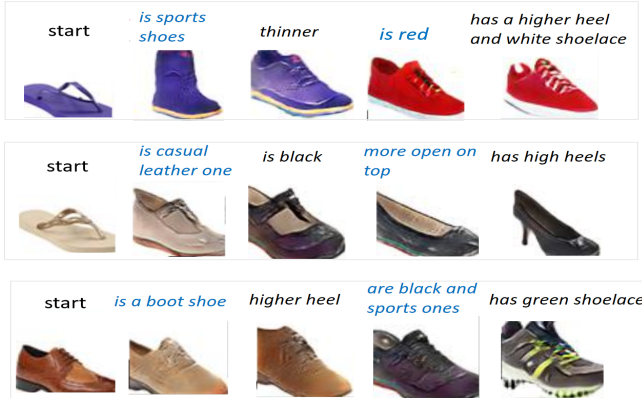 start
is sports
shoes
thinner
is red
has a higher heel
and white shoelace
start
is casual
leather one
is black
more open on
top
has high heels
start
is a boot shoe
higher heel
are black and
sports ones
has green shoelace